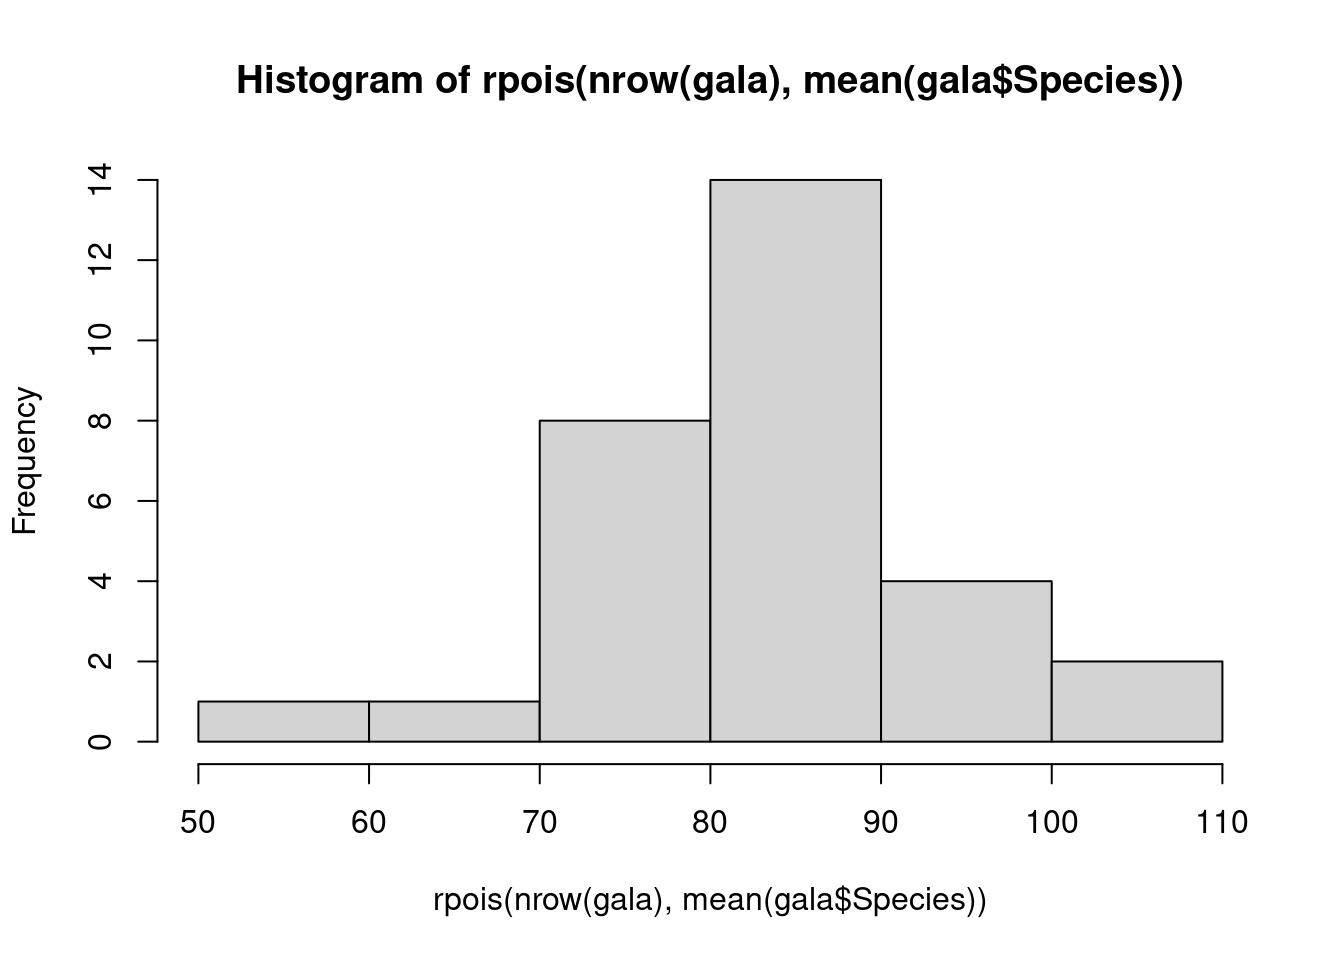 Histogram of rpois(nrow(gala), mean(gala$Species))
Frequency
14
12
10
8
6
4
2
0
50 60 70 80 90 100 110
rpois(nrow(gala), mean(gala$Species))